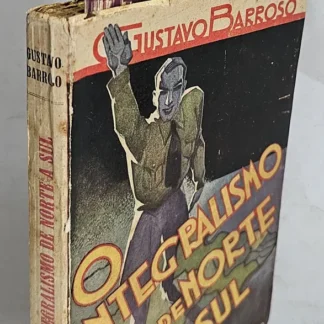 GUSTAVO BARROSO
O
INTEGRALISMO
DE NORTE
A SUL
GUSTAVO
BARROSO
INTEGRALISMO DE NORTE A SUL